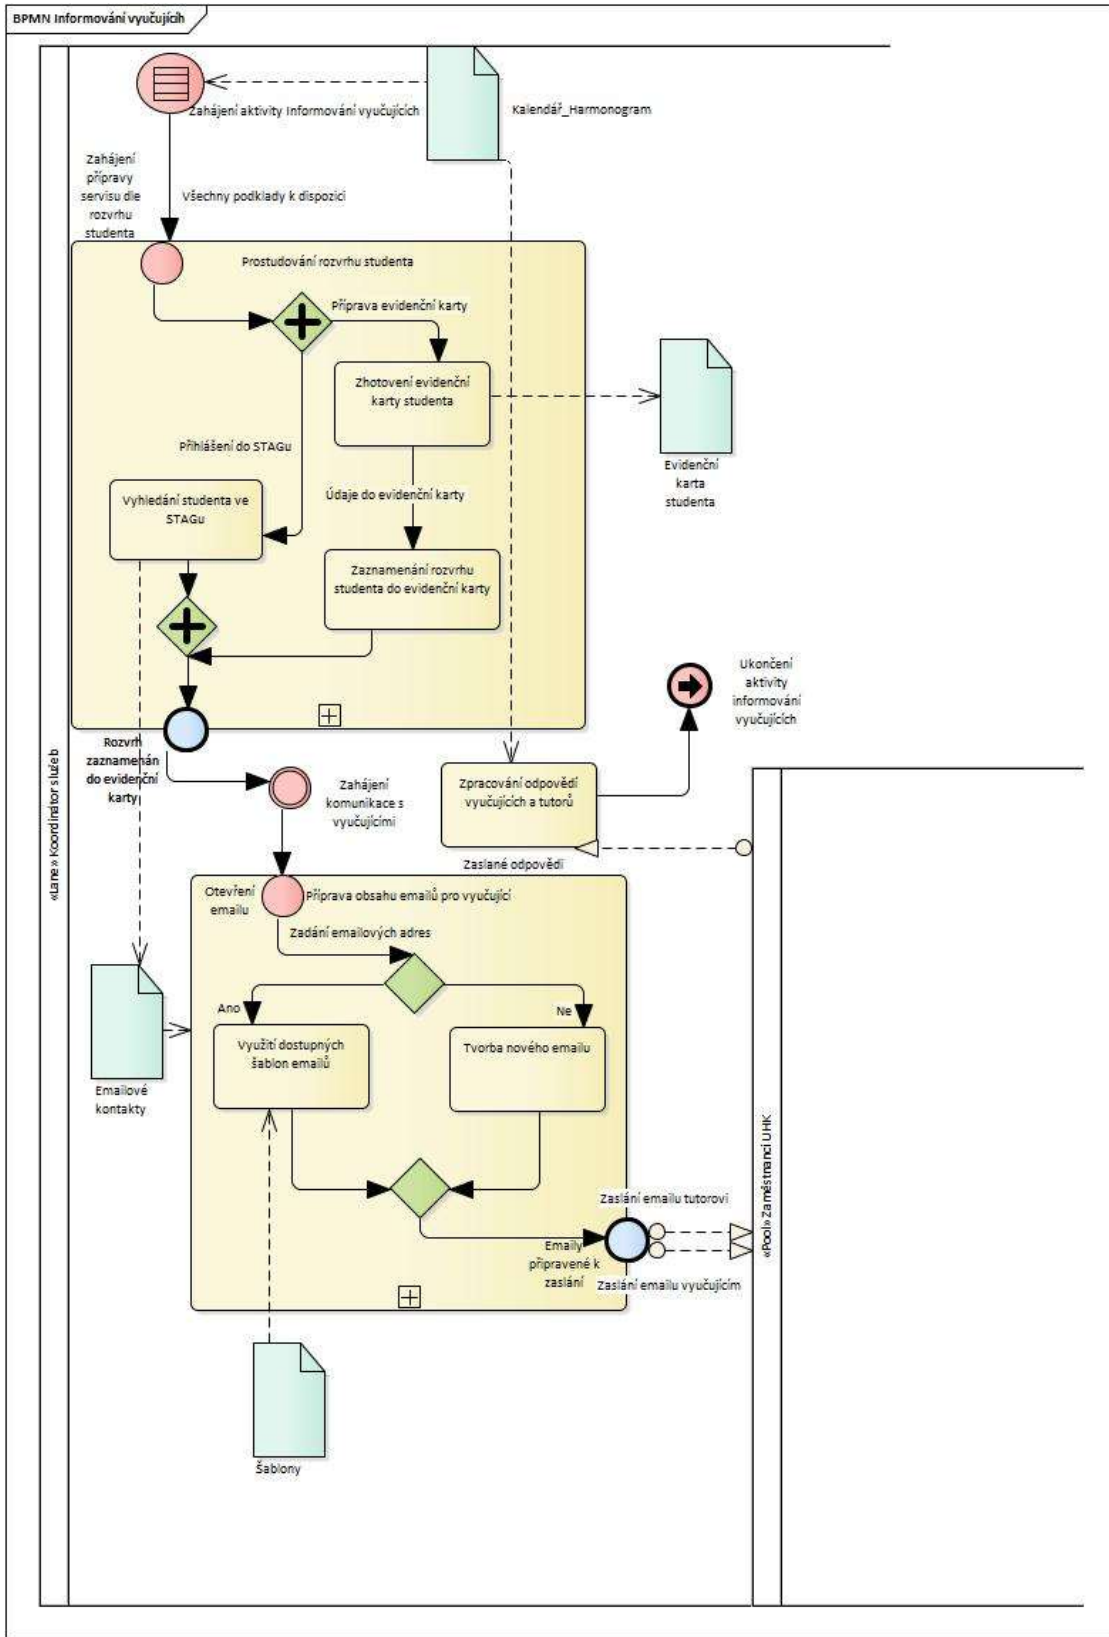 BPMN Informování vyučujícíh
Zahájení aktivity Informování vyučujících
Kalendář_Harmonogram
Zahájení
přípravy
servisu dle
rozvrhu
studenta
Všechny podklady k dispozici
Prostudování rozvrhu studenta
Příprava evidenční karty
Zhotovení evidenční
karty studenta
Přihlášení do STAGu
Evidenční
karta
studenta
Vyhledání studenta ve
STAGu
Údaje do evidenční karty
Zaznamenání rozvrhu
studenta do evidenční karty
Ukončení
aktivity
informování
vyučujících
Rozvrh
zaznamenán
do evidenční
karty
«Lane» Koordinátor služeb
Zahájení
komunikace s
vyučujícími
Zpracování odpovědí
vyučujících a tutorů
Zaslané odpovědí
Otevření
emailu
Příprava obsahu emailů pro vyučující
Zadání emailových adres
Ano
Ne
Využití dostupných
šablon emailů
Tvorba nového emailu
Emailové
kontakty
«Pool» Zaměstnanci UHK
Zaslání emailu tutorovi
Emaily
připravené k
zaslání
Zaslání emailu vyučujícím
Šablony